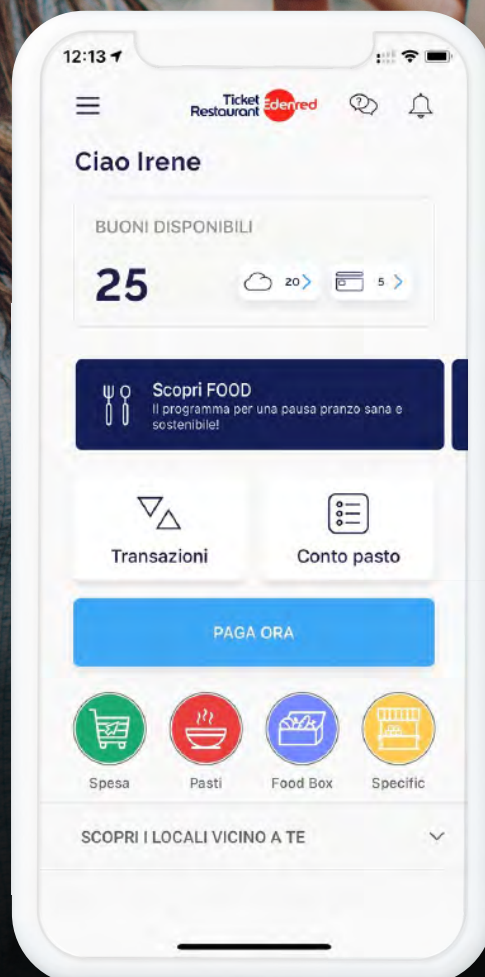 12:13
Ticket
Restaurant Edenred
Ciao Irene
BUONI DISPONIBILI
25
20
5
Scopri FOOD
Il programma per una pausa pranzo sana e
sostenibile!
Transazioni
Conto pasto
PAGA ORA
Spesa
Pasti
Food Box
Specific
SCOPRI I LOCALI VICINO A TE